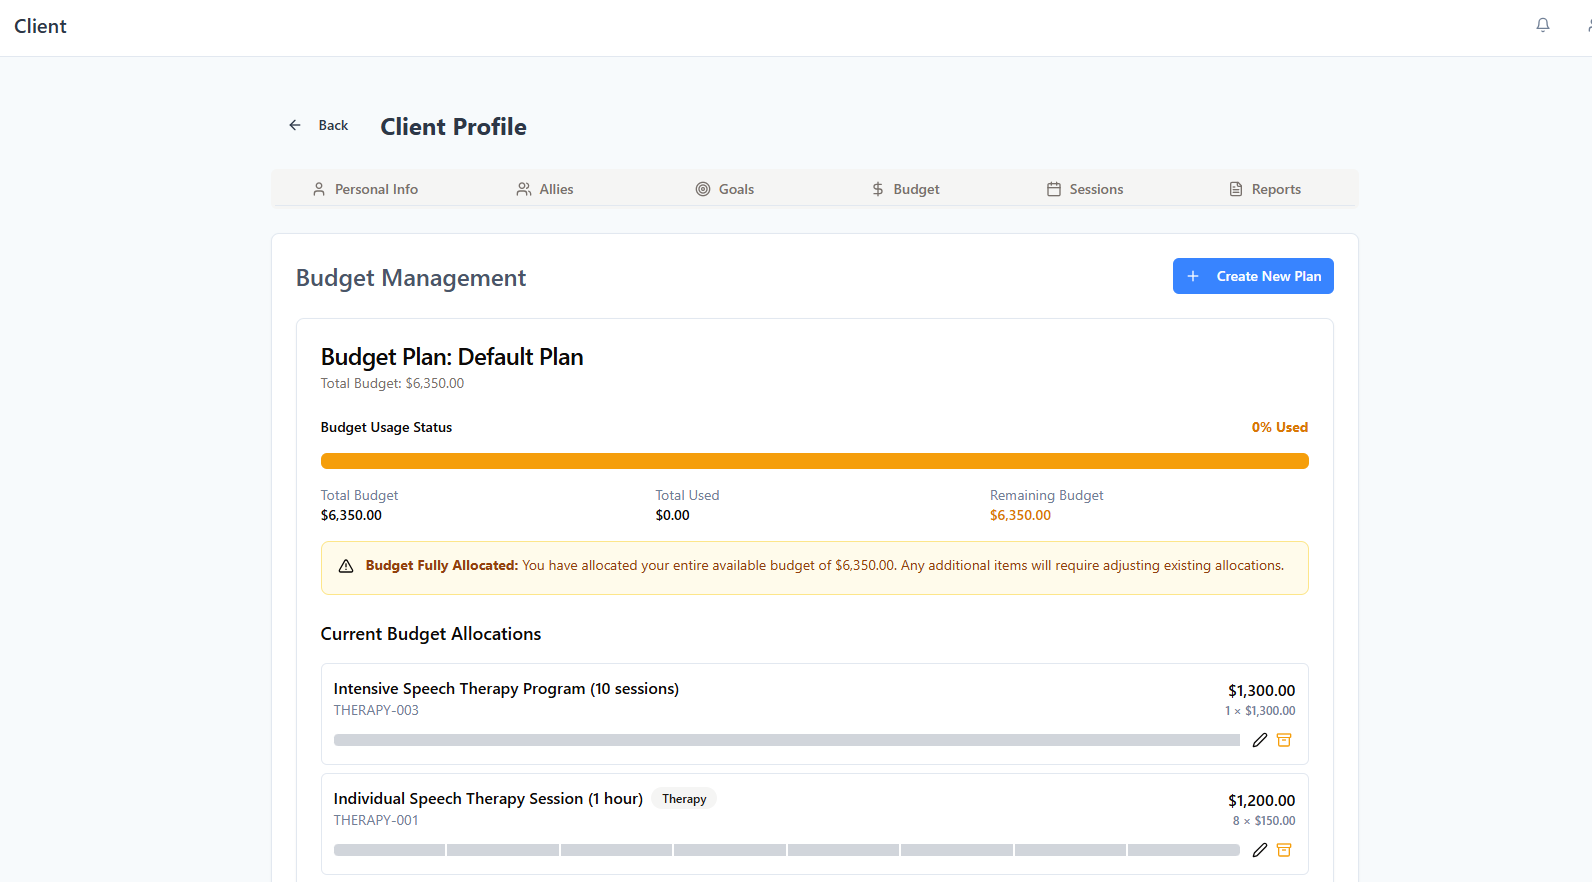 Client
Back
Client Profile
Personal Info
Allies
Goals
Budget
Sessions
Reports
Budget Management
Create New Plan
Budget Plan: Default Plan
Total Budget: $6,350.00
Budget Usage Status
0% Used
Total Budget
Total Used
Remaining Budget
$6,350.00
$0.00
$6,350.00
Budget Fully Allocated: You have allocated your entire available budget of $6,350.00. Any additional items will require adjusting existing allocations.
Current Budget Allocations
Intensive Speech Therapy Program (10 sessions)
$1,300.00
THERAPY-003
1 × $1,300.00
Individual Speech Therapy Session (1 hour)
Therapy
$1,200.00
THERAPY-001
8 × $150.00